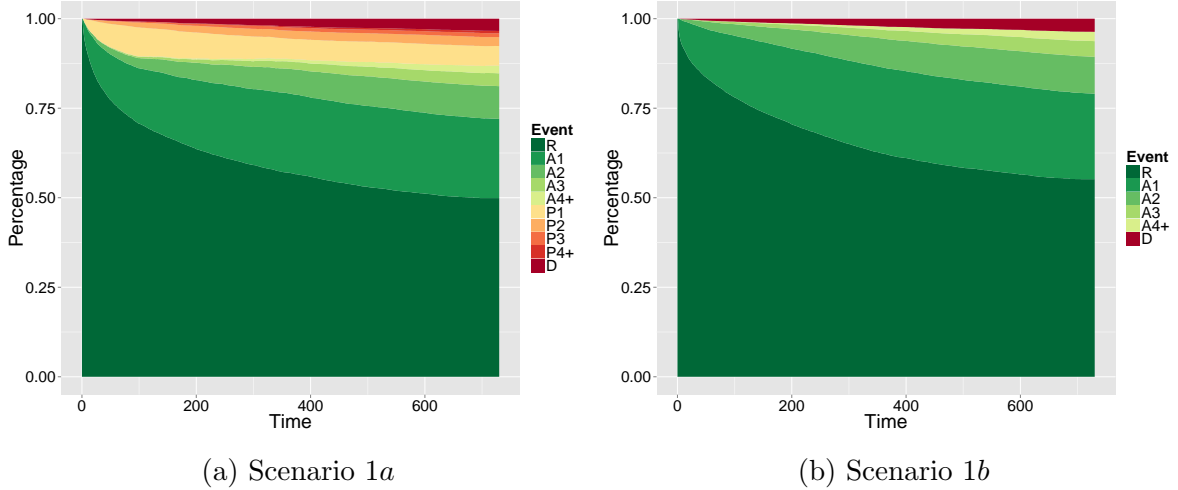 Percentage
1.00
0.75
0.50
0.25
0.00
0 200 400 600
Time
Event
R
A1
A2
A3
A4+
P1
P2
P3
P4+
D
(a) Scenario 1a
Percentage
1.00
0.75
0.50
0.25
0.00
0 200 400 600
Time
Event
R
A1
A2
A3
A4+
D
(b) Scenario 1b